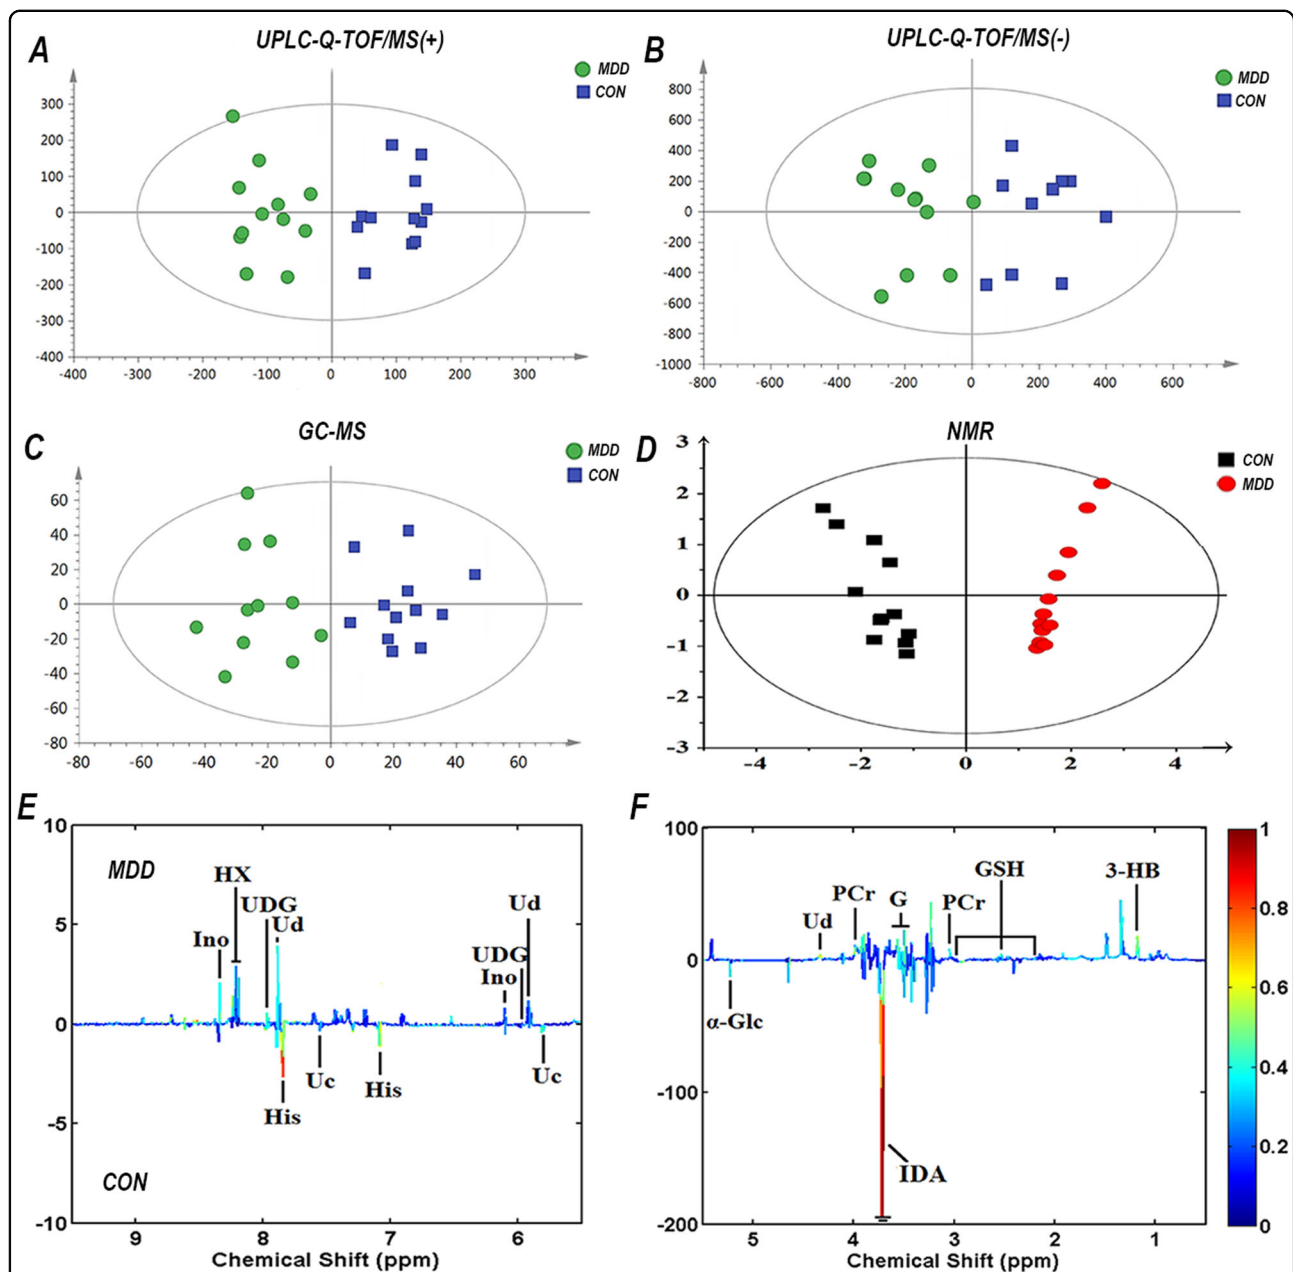 A
UPLC-Q-TOF/MS(+)
MDD
CON
300
200
100
0
-100
-200
-300
-400
-400 -300 -200 -100 0 100 200 300
B
UPLC-Q-TOF/MS(-)
MDD
CON
800
600
400
200
0
-200
-400
-600
-800
-1000
-800 -600 -400 -200 0 200 400 600
C
GC-MS
MDD
CON
60
40
20
0
-20
-40
-60
-80
-80 -60 -40 -20 0 20 40 60
D
NMR
CON
MDD
3
2
1
0
-1
-2
-3
-4 -2 0 2 4
E
10
5
0
-5
-10
MDD
HX
UDG
Ud
Ino
Ud
UDG
Ino
Uc
His
His
Uc
CON
9 8 7 6
Chemical Shift (ppm)
F
100
0
-100
-200
GSH
3-HB
PCr
G
PCr
Ud
α-Glc
IDA
5 4 3 2 1
Chemical Shift (ppm)
1
0.8
0.6
0.4
0.2
0